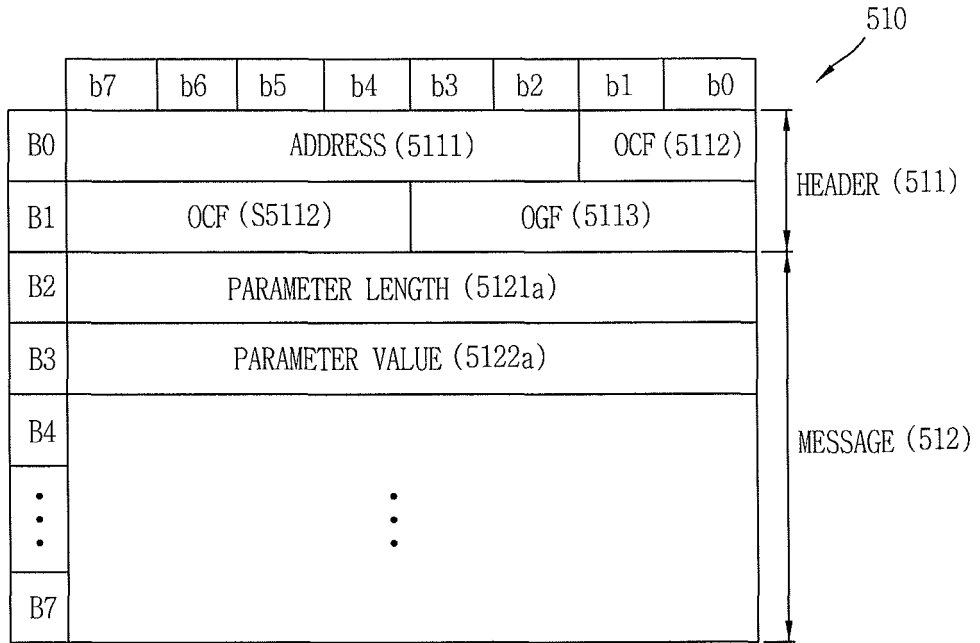 510
b7 b6 b5 b4 b3 b2 b1 b0
B0 ADDRESS (5111) OCF (5112)
HEADER (511)
B1 OCF (S5112) OGF (5113)
B2 PARAMETER LENGTH (5121a)
B3 PARAMETER VALUE (5122a)
B4
MESSAGE (512)
B7